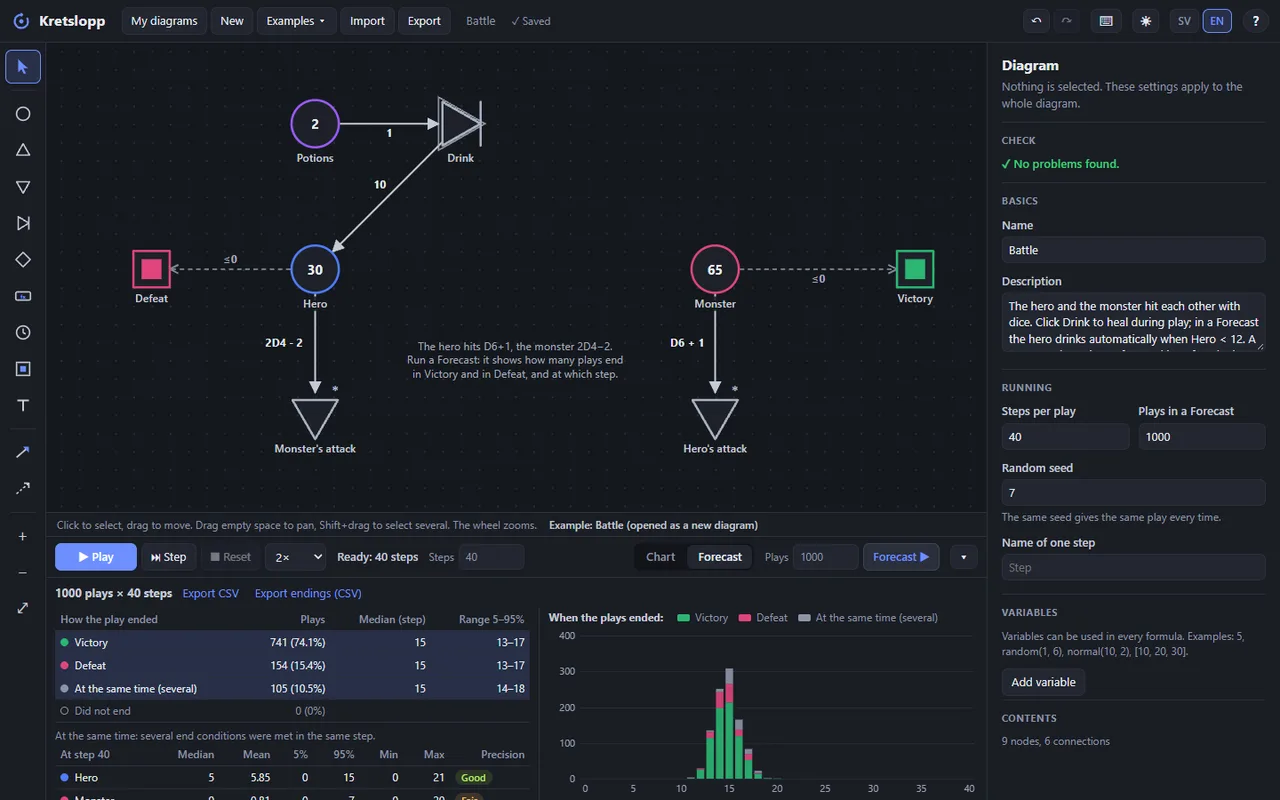 Kretslopp
My diagrams
New
Examples
Import
Export
Battle
✓ Saved
SV
EN
?
2
Potions
1
Drink
10
30
Hero
≤0
Defeat
65
Monster
≤0
Victory
2D4 - 2
*
Monster's attack
The hero hits D6+1, the monster 2D4−2.
Run a Forecast: it shows how many plays end
in Victory and in Defeat, and at which step.
D6 + 1
*
Hero's attack
Click to select, drag to move. Drag empty space to pan, Shift+drag to select several. The wheel zooms.
Example: Battle (opened as a new diagram)
Play
Step
Reset
2×
Ready: 40 steps
Steps
40
Chart
Forecast
Plays
1000
Forecast
1000 plays × 40 steps
Export CSV
Export endings (CSV)
How the play ended Plays Median (step) Range 5–95%
Victory 741 (74.1%) 15 13–17
Defeat 154 (15.4%) 15 13–17
At the same time (several) 105 (10.5%) 15 14–18
Did not end 0 (0%)
At the same time: several end conditions were met in the same step.
At step 40 Median Mean 5% 95% Min Max Precision
Hero 5 5.85 0 15 0 21 Good
When the plays ended: Victory Defeat At the same time (several)
400
300
200
100
0
0 5 10 15 20 25 30 35 40
Diagram
Nothing is selected. These settings apply to the
whole diagram.
CHECK
✓ No problems found.
BASICS
Name
Battle
Description
The hero and the monster hit each other with
dice. Click Drink to heal during play; in a Forecast
the hero drinks automatically when Hero < 12. A
RUNNING
Steps per play
40
Plays in a Forecast
1000
Random seed
7
The same seed gives the same play every time.
Name of one step
Step
VARIABLES
Variables can be used in every formula. Examples: 5,
random(1, 6), normal(10, 2), [10, 20, 30].
Add variable
CONTENTS
9 nodes, 6 connections